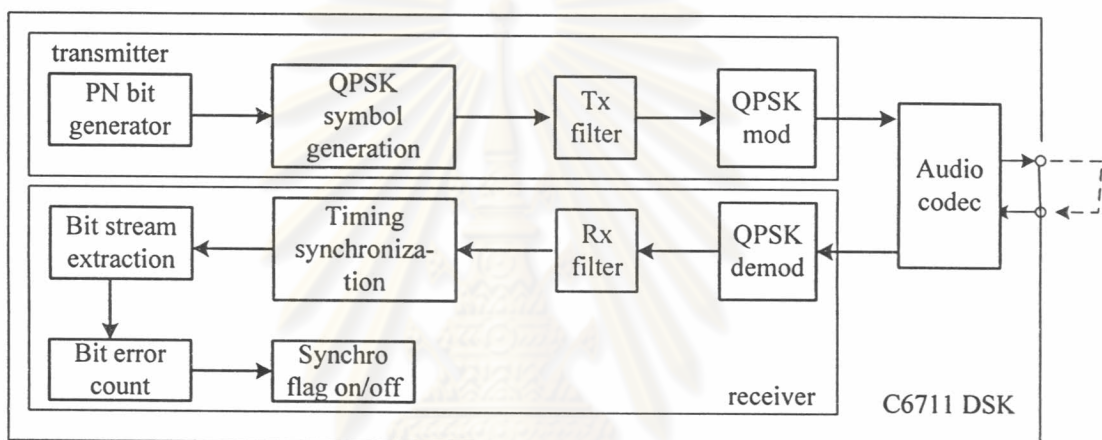 transmitter
PN bit
generator
QPSK
symbol
generation
Tx
filter
QPSK
mod
Audio
codec
Bit stream
extraction
Timing
synchroniza-
tion
Rx
filter
QPSK
demod
Bit error
count
Synchro
flag on/off
receiver
C6711 DSK